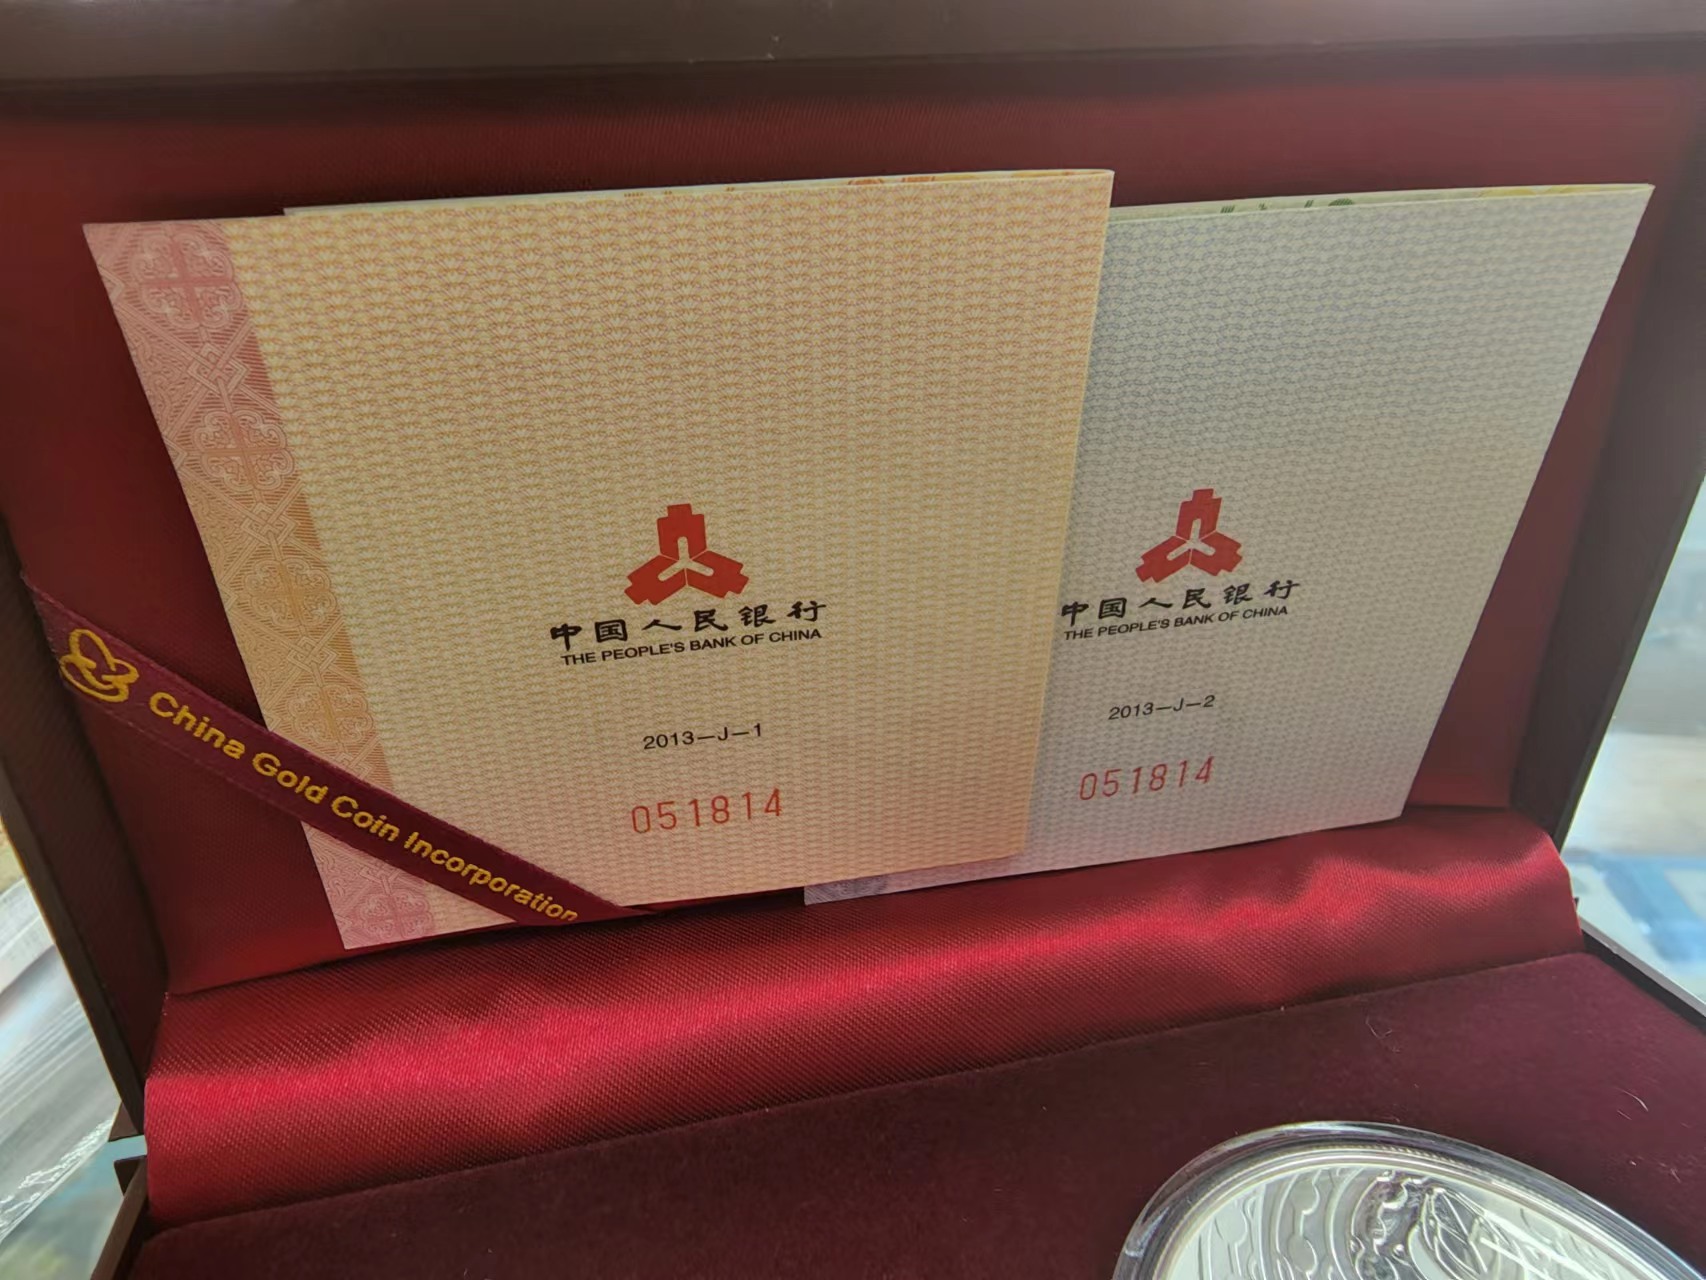 中国人民银行
THE PEOPLE'S BANK OF CHINA
2013—J—1
051814
中国人民银行
THE PEOPLE'S BANK OF CHINA
2013—J—2
051814
China Gold Coin Incorporation